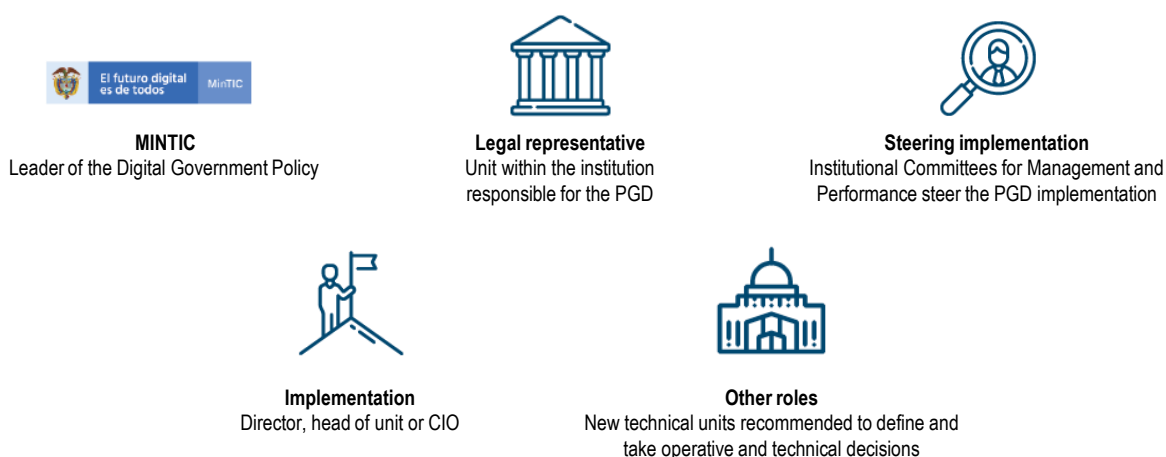 El futuro digital
es de todos
MinTIC
MINTIC
Leader of the Digital Government Policy
Legal representative
Unit within the institution
responsible for the PGD
Steering implementation
Institutional Committees for Management and
Performance steer the PGD implementation
Implementation
Director, head of unit or CIO
Other roles
New technical units recommended to define and
take operative and technical decisions